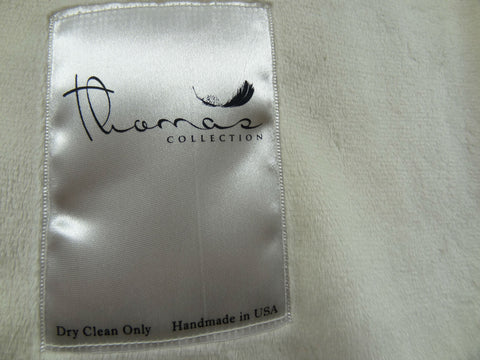 Thomas
COLLECTION
Dry Clean Only Handmade in USA